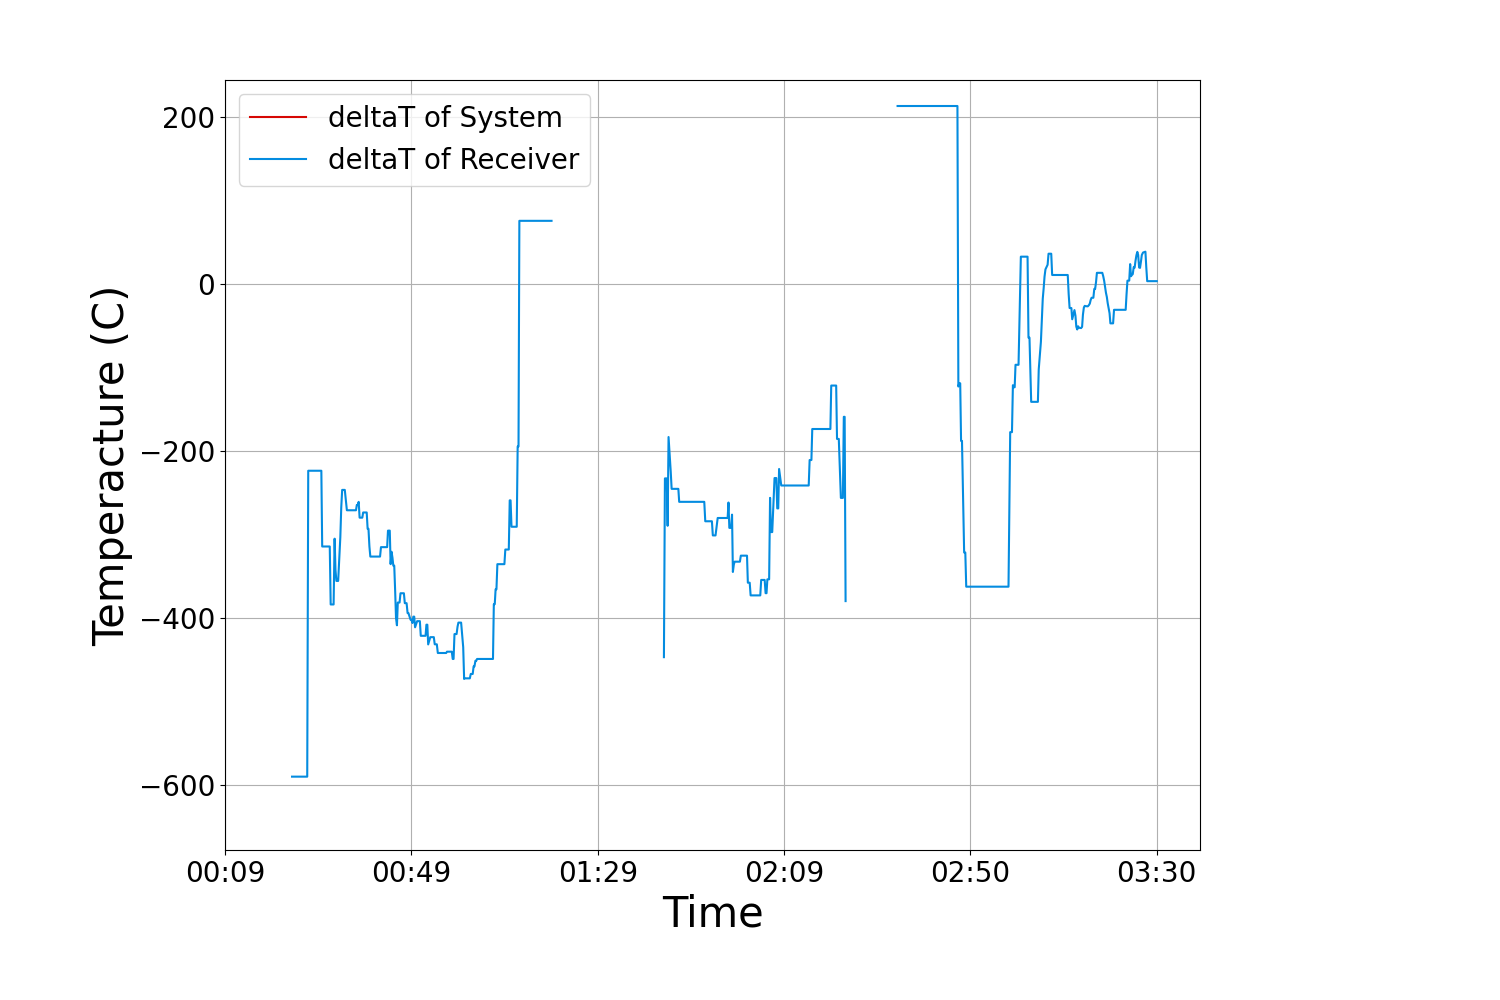 deltaT of System
deltaT of Receiver
200
0
−200
−400
−600
Temperacture (C)
00:09 00:49 01:29 02:09 02:50 03:30
Time